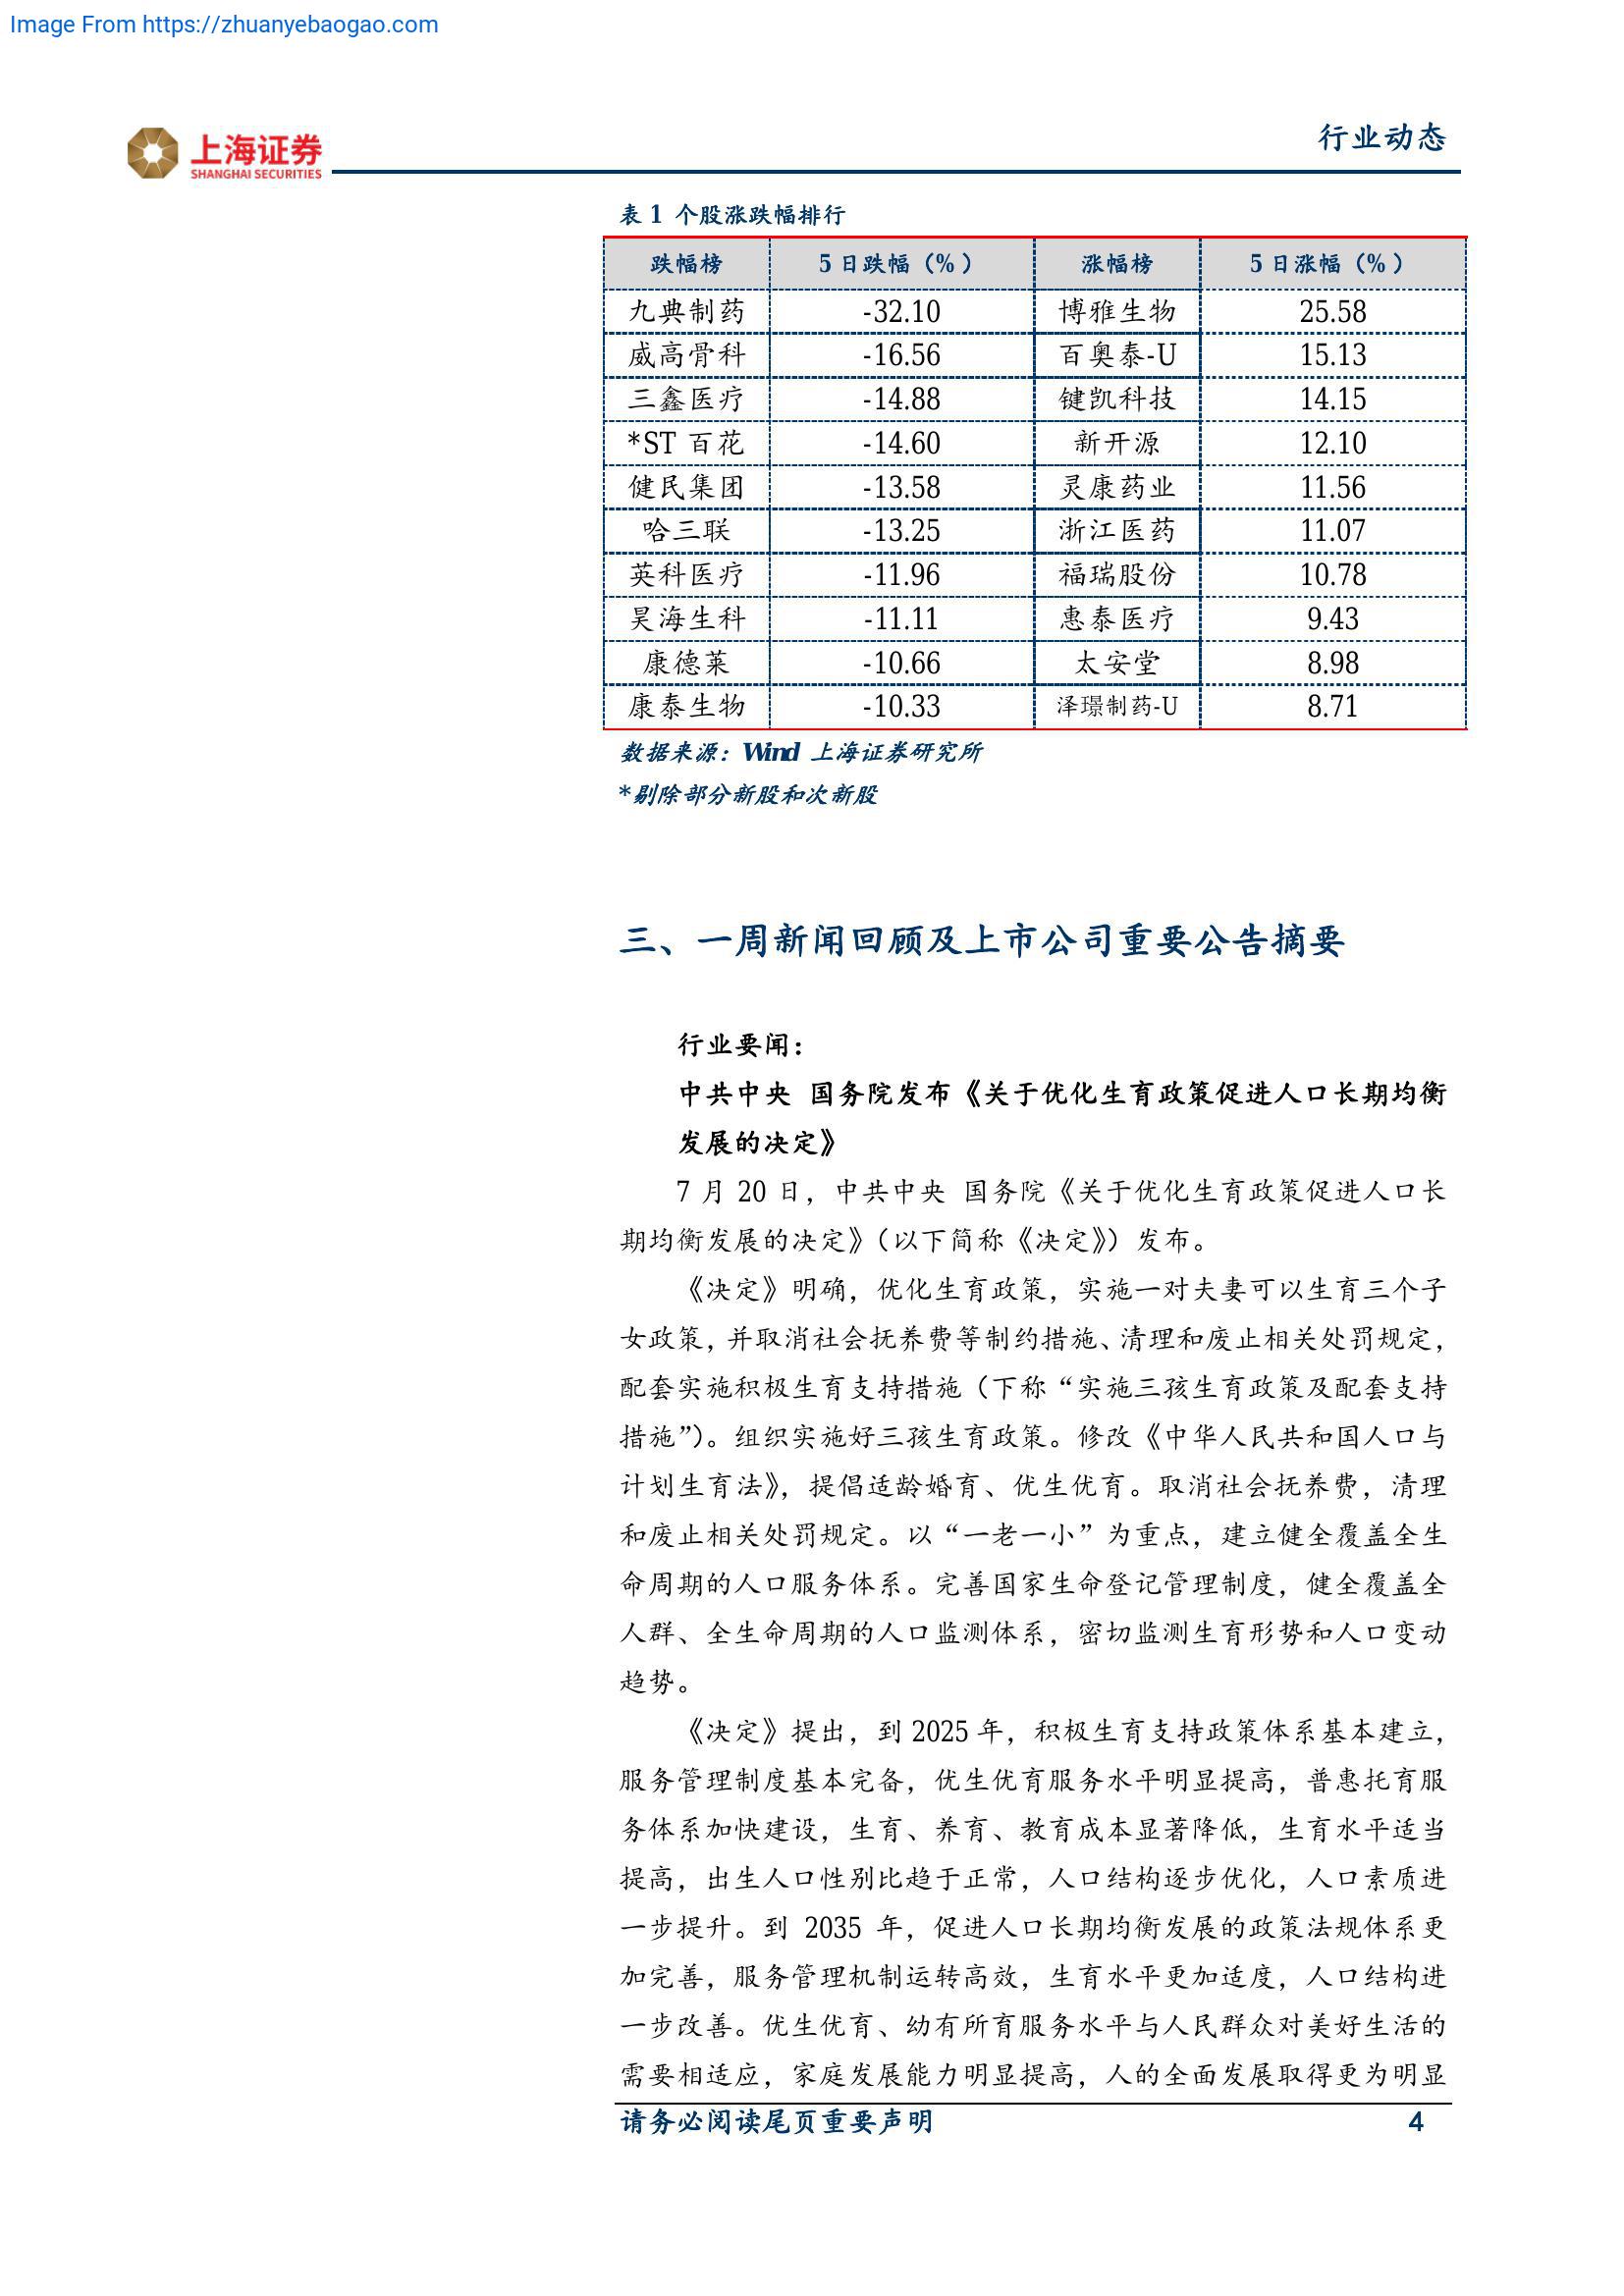 Image From https://zhuanyebaogao.com
上海证券
SHANGHAI SECURITIES
行业动态
表 1 个股涨跌幅排行
跌幅榜 5 日跌幅（%） 涨幅榜 5 日涨幅（%）
九典制药 -32.10 博雅生物 25.58
威高骨科 -16.56 百奥泰-U 15.13
三鑫医疗 -14.88 键凯科技 14.15
*ST 百花 -14.60 新开源 12.10
健民集团 -13.58 灵康药业 11.56
哈三联 -13.25 浙江医药 11.07
英科医疗 -11.96 福瑞股份 10.78
昊海生科 -11.11 惠泰医疗 9.43
康德莱 -10.66 太安堂 8.98
康泰生物 -10.33 泽璟制药-U 8.71
数据来源：Wind 上海证券研究所
*剔除部分新股和次新股
三、一周新闻回顾及上市公司重要公告摘要
行业要闻：
中共中央 国务院发布《关于优化生育政策促进人口长期均衡
发展的决定》
7 月 20 日，中共中央 国务院《关于优化生育政策促进人口长
期均衡发展的决定》（以下简称《决定》）发布。
《决定》明确，优化生育政策，实施一对夫妻可以生育三个子
女政策，并取消社会抚养费等制约措施、清理和废止相关处罚规定，
配套实施积极生育支持措施（下称“实施三孩生育政策及配套支持
措施”）。组织实施好三孩生育政策。修改《中华人民共和国人口与
计划生育法》，提倡适龄婚育、优生优育。取消社会抚养费，清理
和废止相关处罚规定。以“一老一小”为重点，建立健全覆盖全生
命周期的人口服务体系。完善国家生命登记管理制度，健全覆盖全
人群、全生命周期的人口监测体系，密切监测生育形势和人口变动
趋势。
《决定》提出，到 2025 年，积极生育支持政策体系基本建立，
服务管理制度基本完备，优生优育服务水平明显提高，普惠托育服
务体系加快建设，生育、养育、教育成本显著降低，生育水平适当
提高，出生人口性别比趋于正常，人口结构逐步优化，人口素质进
一步提升。到 2035 年，促进人口长期均衡发展的政策法规体系更
加完善，服务管理机制运转高效，生育水平更加适度，人口结构进
一步改善。优生优育、幼有所育服务水平与人民群众对美好生活的
需要相适应，家庭发展能力明显提高，人的全面发展取得更为明显
请务必阅读尾页重要声明 4